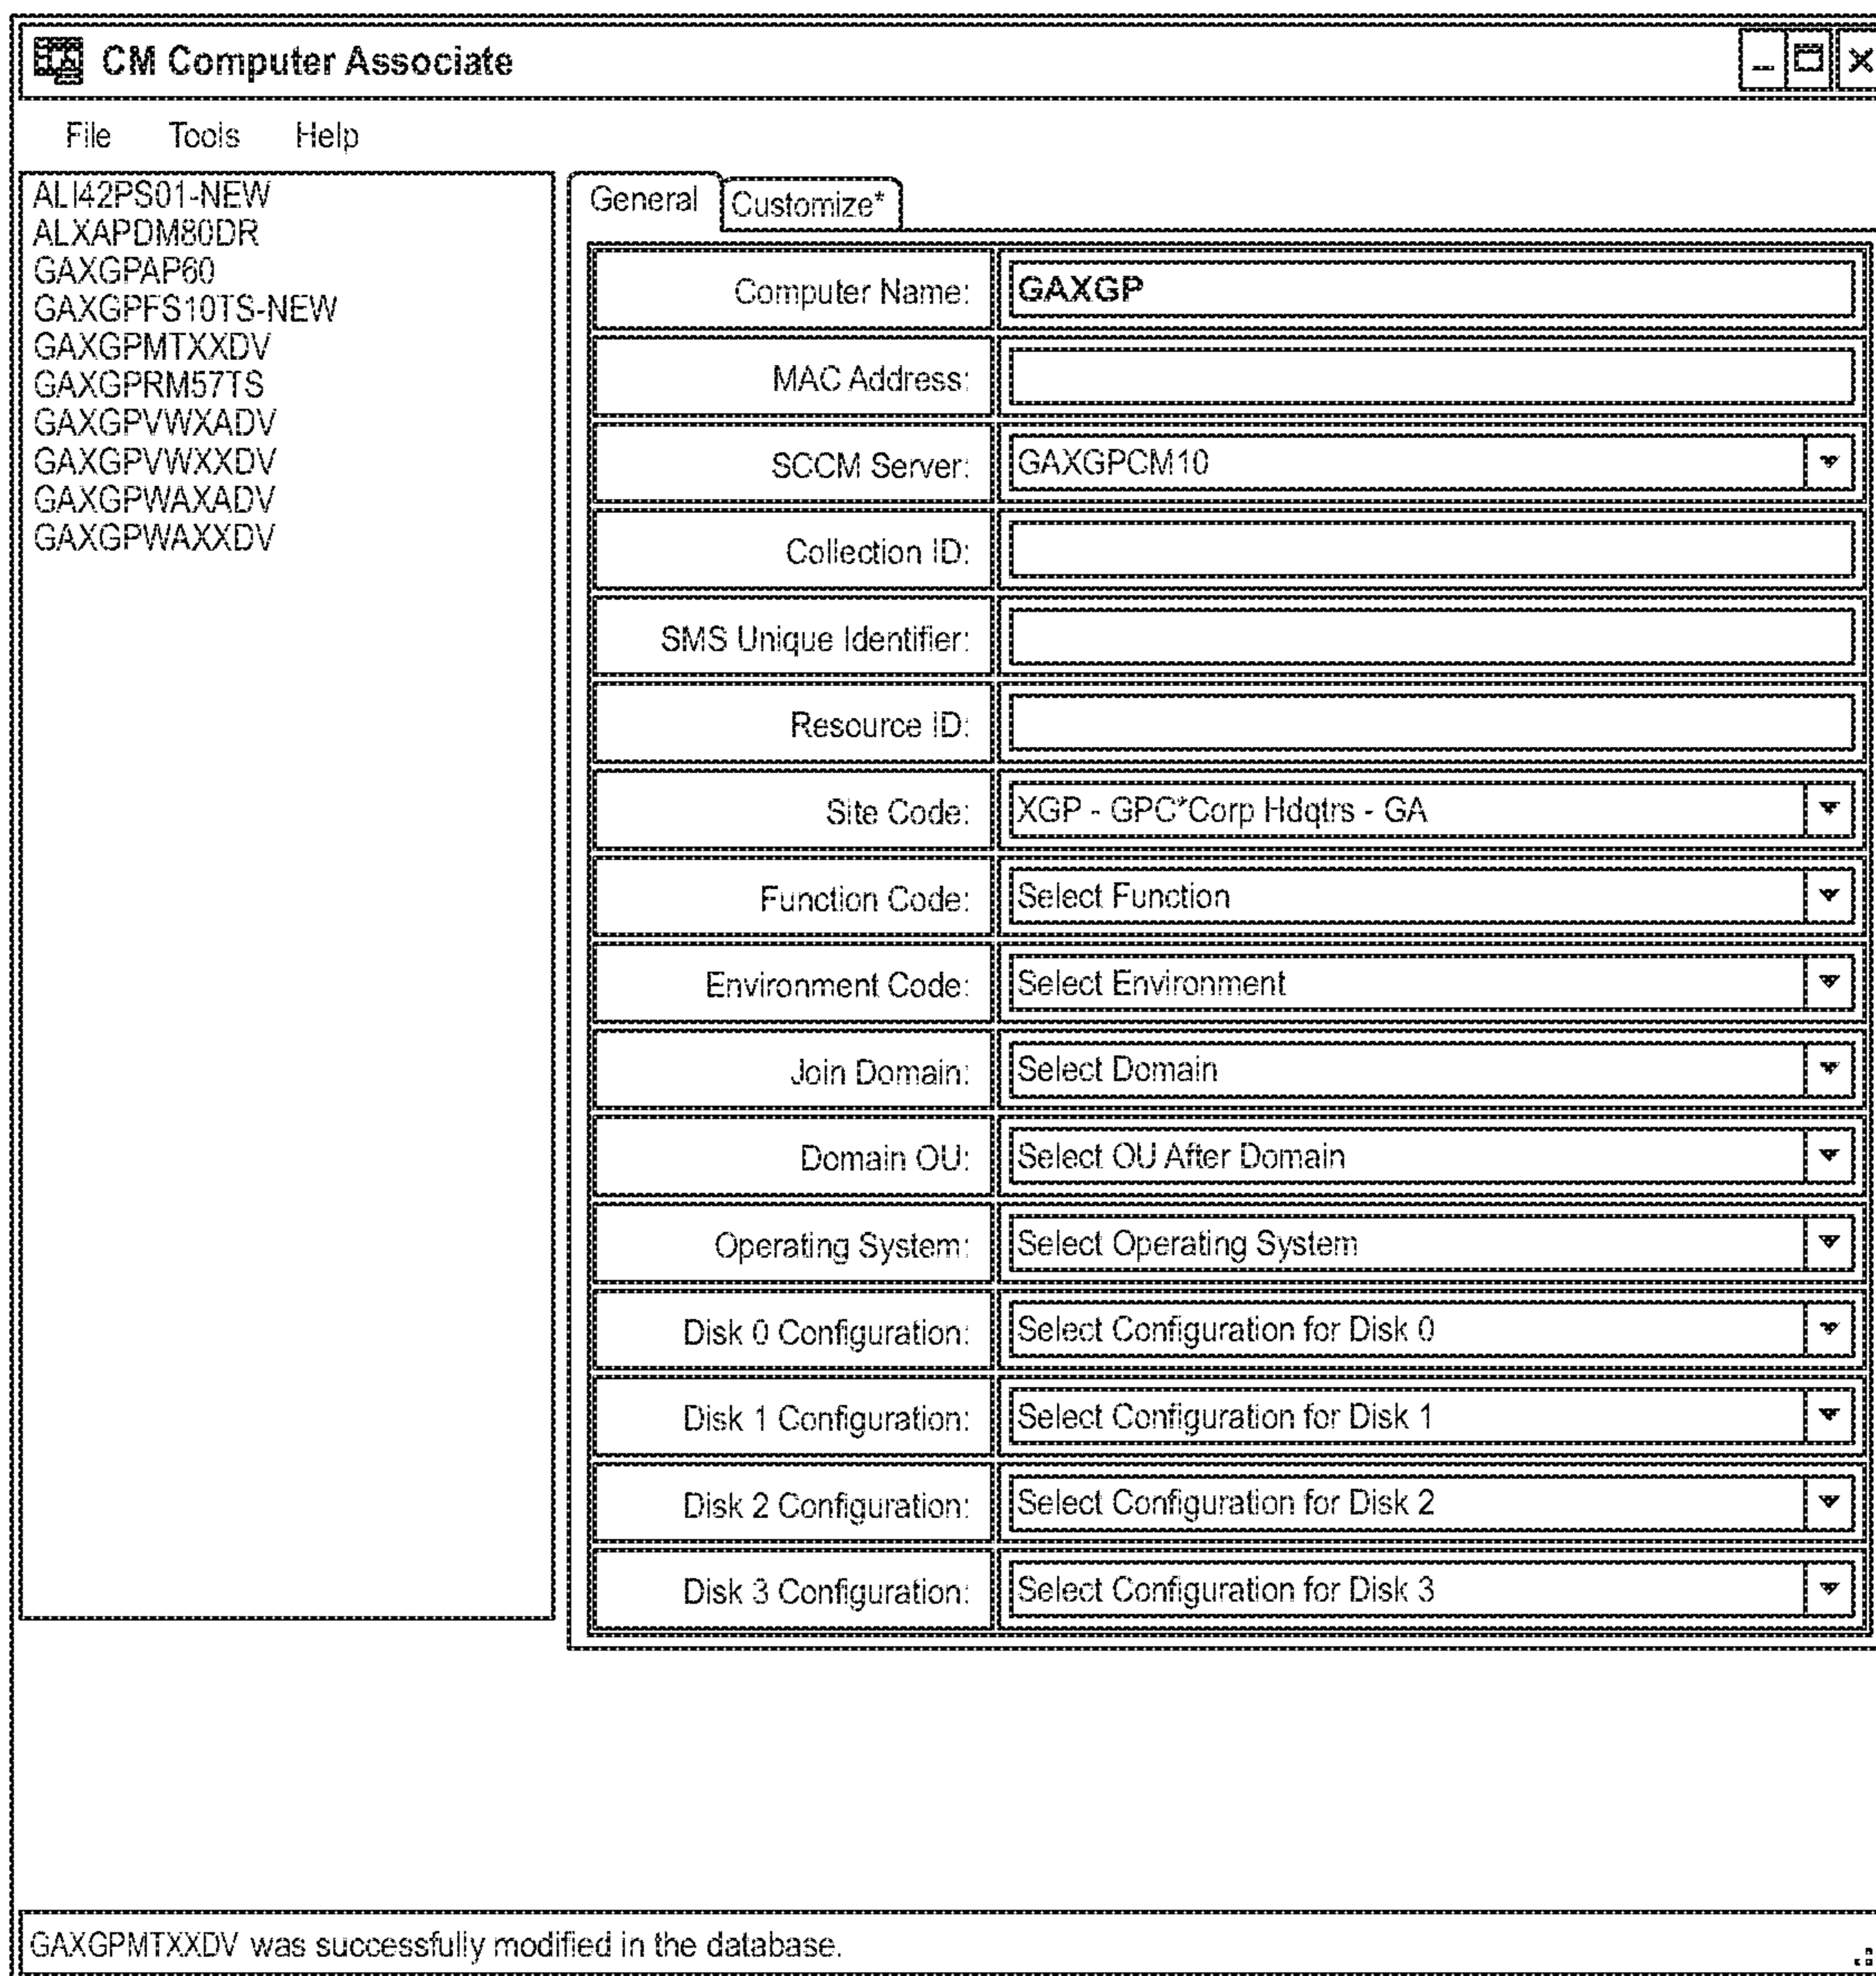 CM Computer Associate
File Tools Help
ALI42PS01-NEW
ALXAPDM80DR
GAXGPAP60
GAXGPFS10TS-NEW
GAXGPMTXXDV
GAXGPRM57TS
GAXGPVWXADV
GAXGPVWXXDV
GAXGPWAXADV
GAXGPWAXXDV
General Customize*
Computer Name: GAXGP
MAC Address:
SCCM Server: GAXGPCM10
Collection ID:
SMS Unique Identifier:
Resource ID:
Site Code: XGP - GPC*Corp Hdqtrs - GA
Function Code: Select Function
Environment Code: Select Environment
Join Domain: Select Domain
Domain OU: Select OU After Domain
Operating System: Select Operating System
Disk 0 Configuration: Select Configuration for Disk 0
Disk 1 Configuration: Select Configuration for Disk 1
Disk 2 Configuration: Select Configuration for Disk 2
Disk 3 Configuration: Select Configuration for Disk 3
GAXGPMTXXDV was successfully modified in the database.